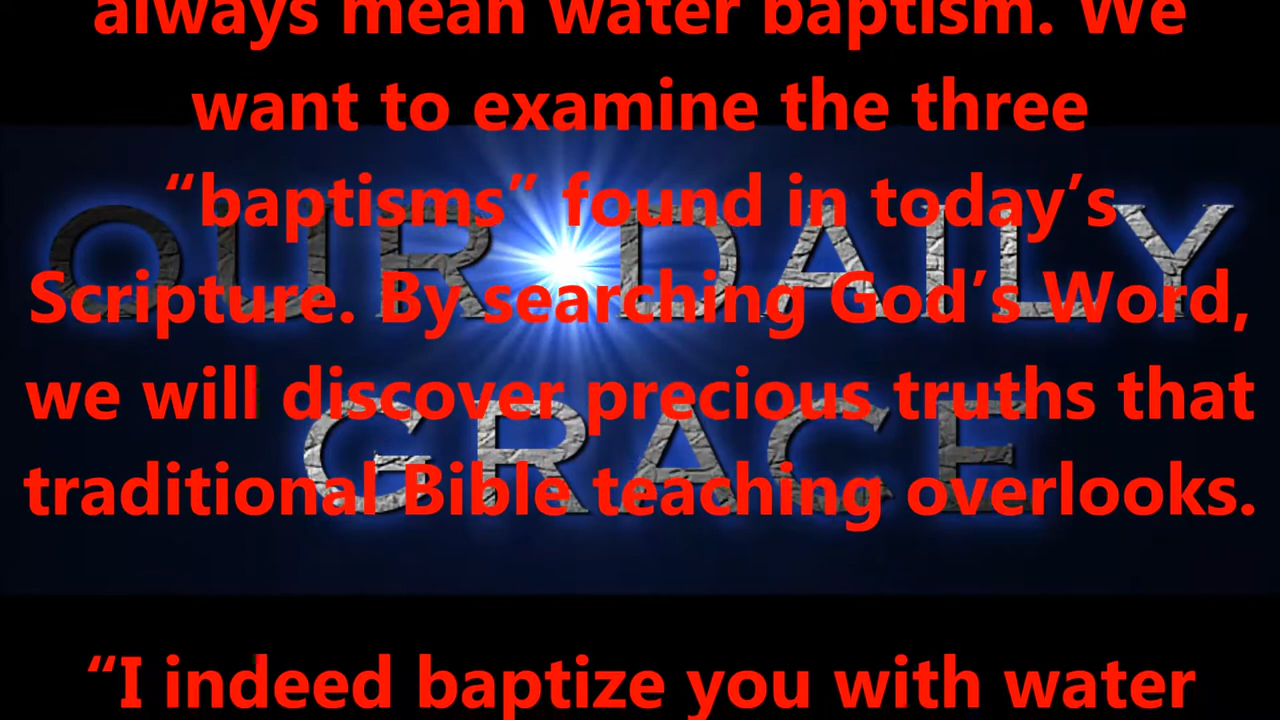 always mean water baptism. We
want to examine the three
“baptisms” found in today’s
OUR DAILY
Scripture. By searching God’s Word,
we will discover precious truths that
GRACE
traditional Bible teaching overlooks.
“I indeed baptize you with water